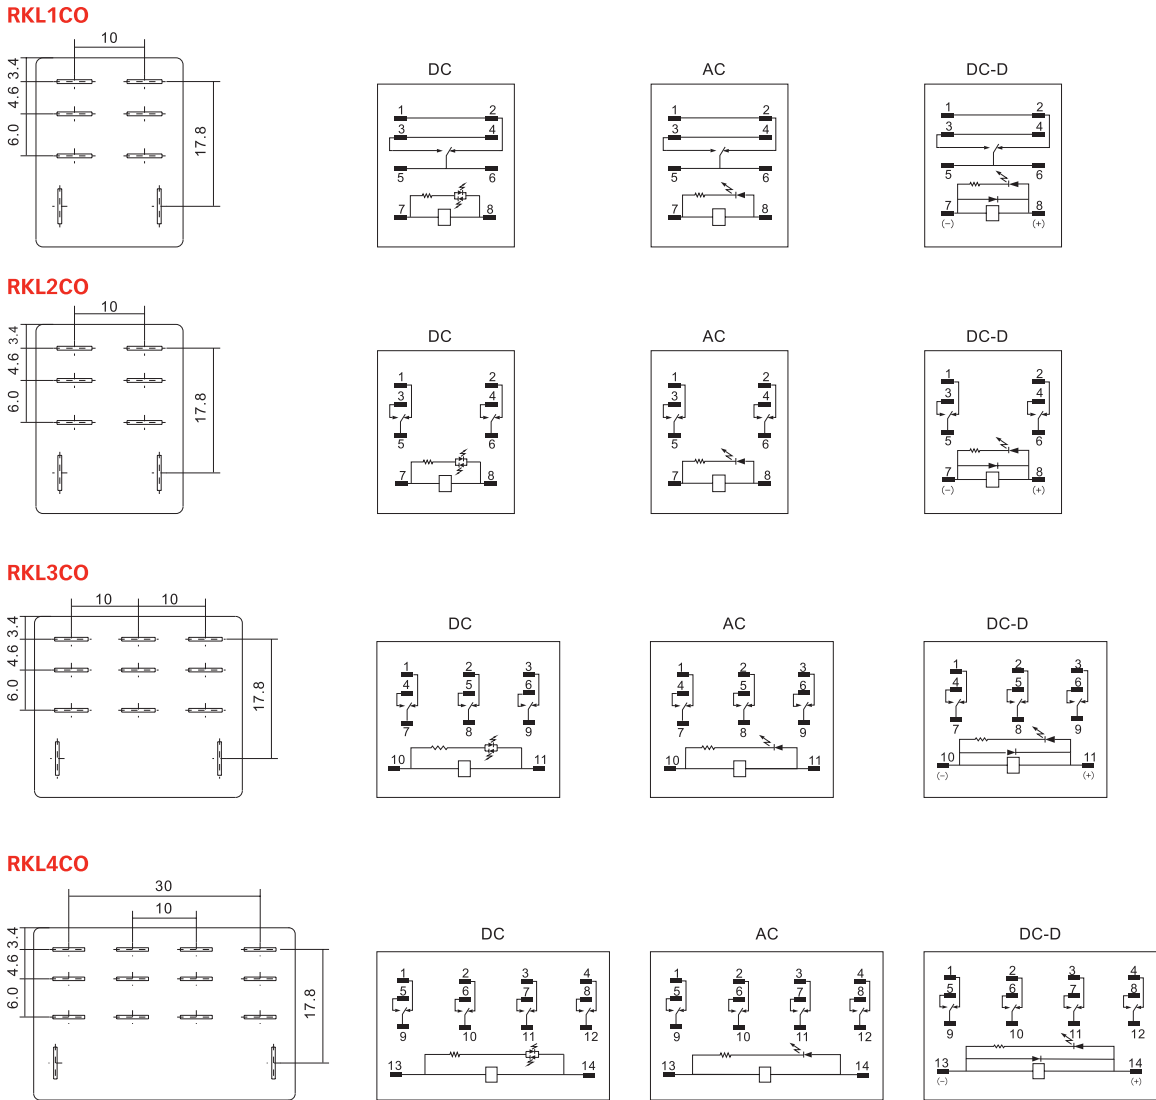 RKL1CO
10
3.4
4.6
6.0
17.8
DC
1 2
3 4
5 6
7 8
AC
1 2
3 4
5 6
7 8
DC-D
1 2
3 4
5 6
7 8
(−) (+)
RKL2CO
10
3.4
4.6
6.0
17.8
DC
1 2
3 4
5 6
7 8
AC
1 2
3 4
5 6
7 8
DC-D
1 2
3 4
5 6
7 8
(−) (+)
RKL3CO
10 10
3.4
4.6
6.0
17.8
DC
1 2 3
4 5 6
7 8 9
10 11
AC
1 2 3
4 5 6
7 8 9
10 11
DC-D
1 2 3
4 5 6
7 8 9
10 11
(−) (+)
RKL4CO
30
10
3.4
4.6
6.0
17.8
DC
1 2 3 4
5 6 7 8
9 10 11 12
13 14
AC
1 2 3 4
5 6 7 8
9 10 11 12
13 14
DC-D
1 2 3 4
5 6 7 8
9 10 11 12
13 14
(−) (+)